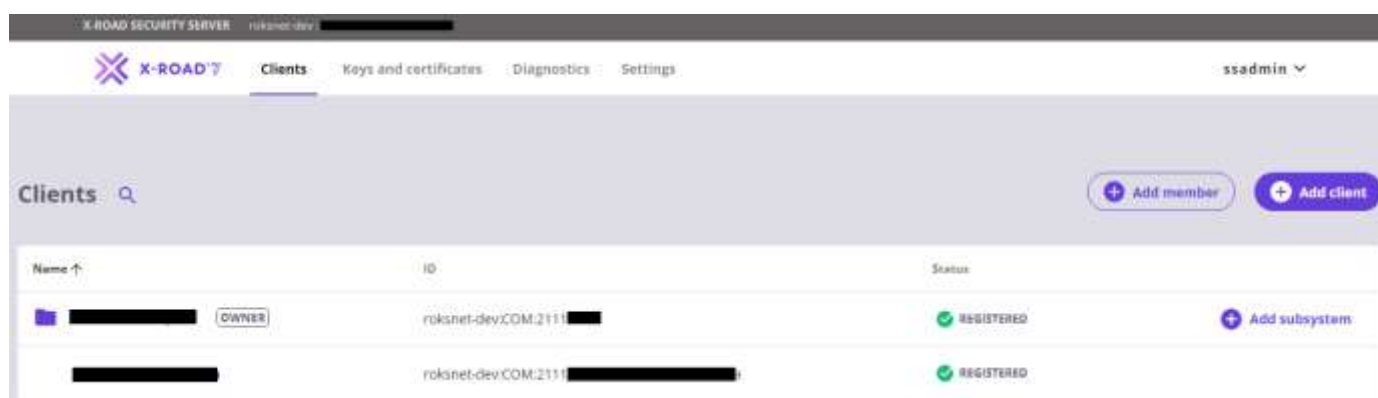 X-ROAD SECURITY SERVER roksnet-dev
X-ROAD 7 Clients Keys and certificates Diagnostics Settings ssadmin
Clients Add member Add client
Name ↑ ID Status
OWNER roksnet-dev:COM:2111 REGISTERED Add subsystem
roksnet-dev:COM:2111 REGISTERED